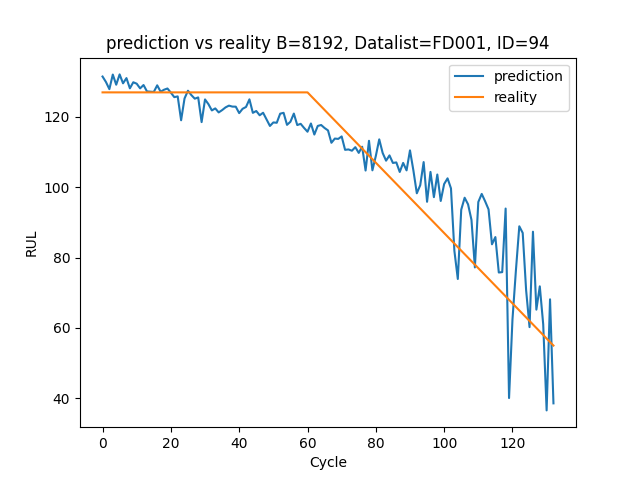 prediction vs reality B=8192, Datalist=FD001, ID=94
prediction
reality
RUL
120
100
80
60
40
0 20 40 60 80 100 120
Cycle